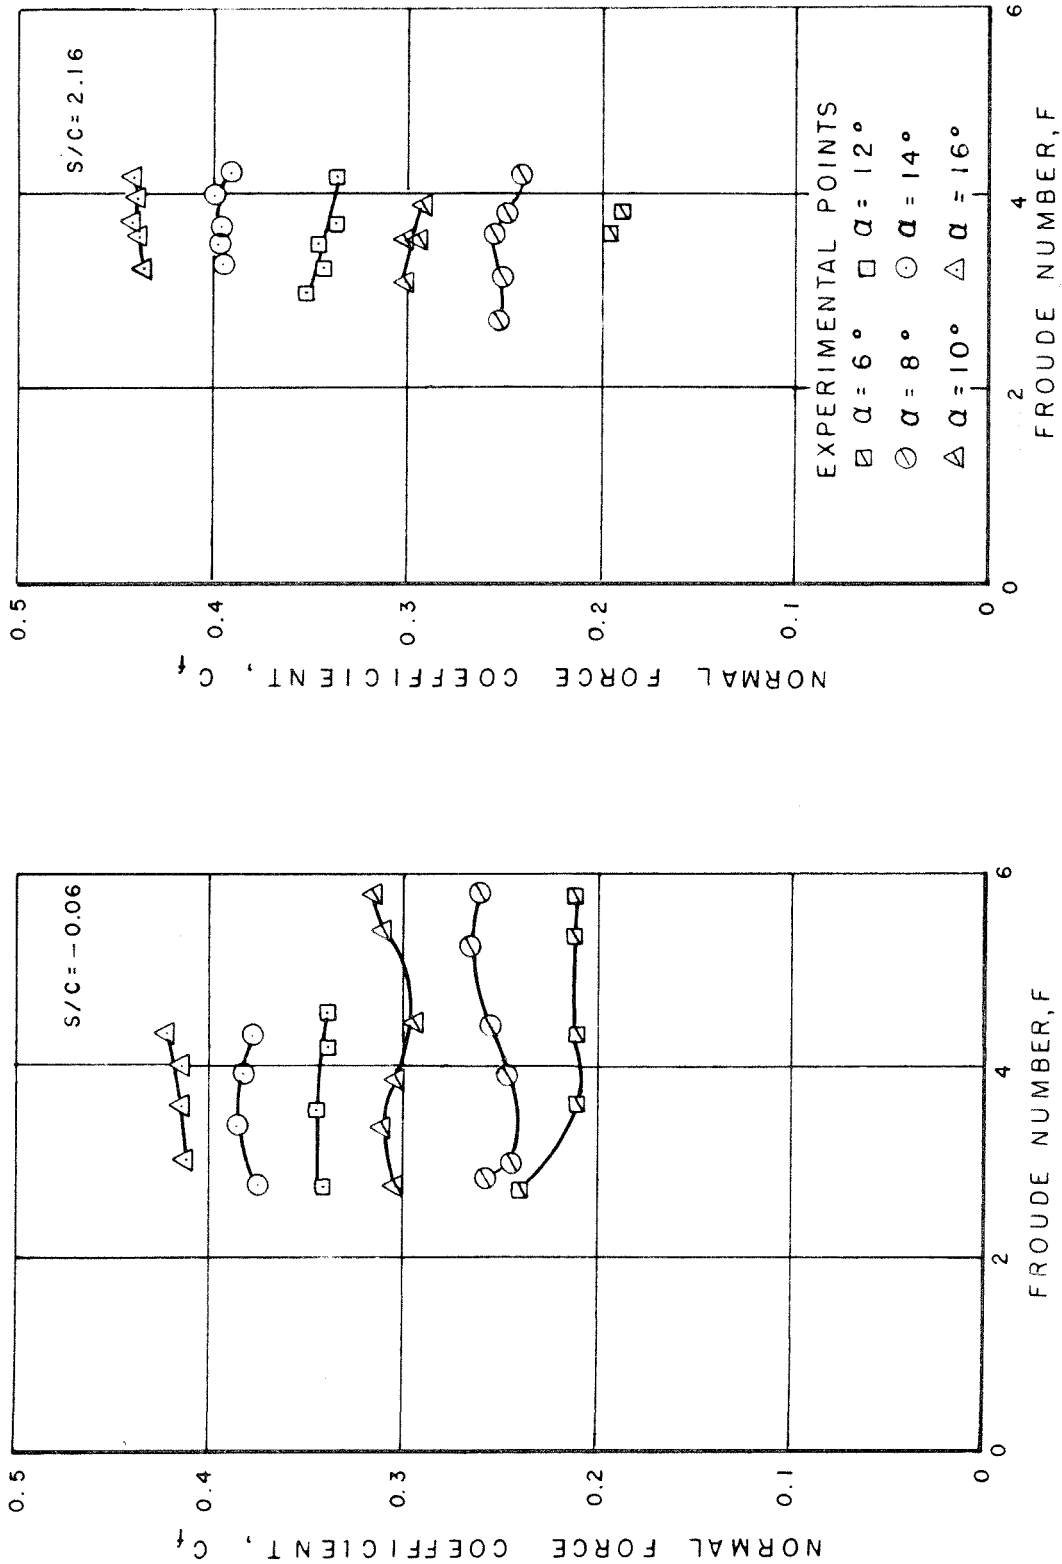 S/C = -0.06
0.5
0.4
0.3
0.2
0.1
0
NORMAL FORCE COEFFICIENT, Cf
0
2
4
6
FROUDE NUMBER, F
S/C = 2.16
0.5
0.4
0.3
0.2
0.1
0
NORMAL FORCE COEFFICIENT, Cf
EXPERIMENTAL POINTS
α = 6° α = 12°
α = 8° α = 14°
α = 10° α = 16°
0
2
4
6
FROUDE NUMBER, F